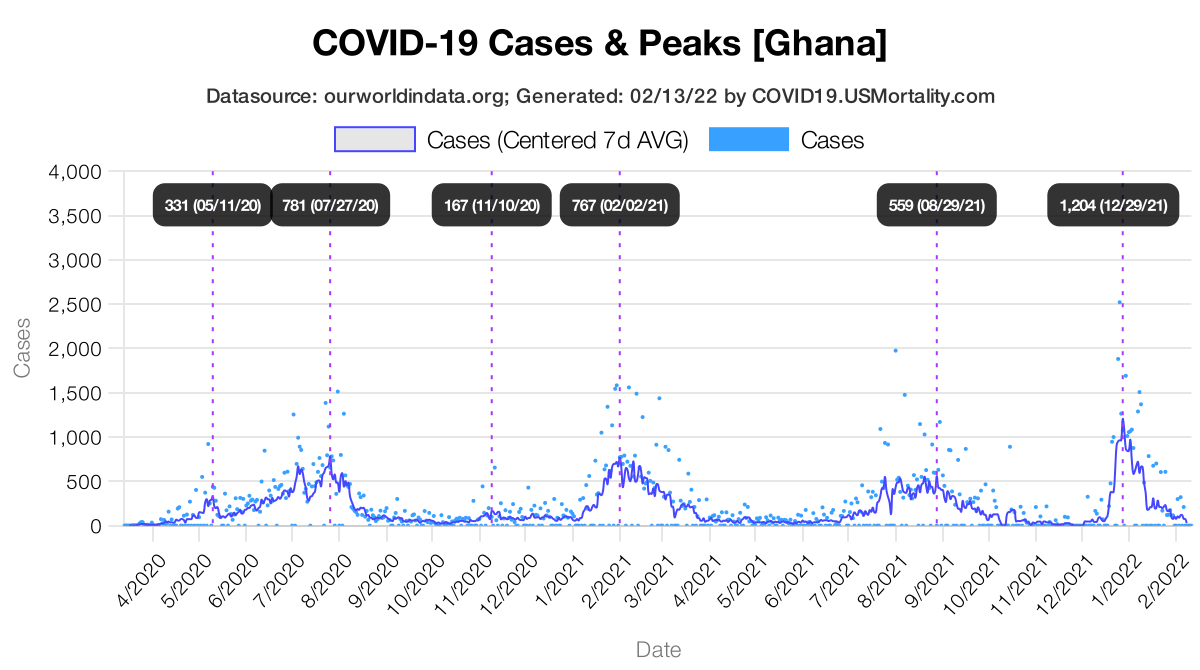 COVID-19 Cases & Peaks [Ghana]
Datasource: ourworldindata.org; Generated: 02/13/22 by COVID19.USMortality.com
Cases (Centered 7d AVG) Cases
4,000
331 (05/11/20) 781 (07/27/20) 167 (11/10/20) 767 (02/02/21) 559 (08/29/21) 1,204 (12/29/21)
3,500
3,000
2,500
2,000
1,500
1,000
500
0
Cases
4/2020 5/2020 6/2020 7/2020 8/2020 9/2020 10/2020 11/2020 12/2020 1/2021 2/2021 3/2021 4/2021 5/2021 6/2021 7/2021 8/2021 9/2021 10/2021 11/2021 12/2021 1/2022 2/2022
Date